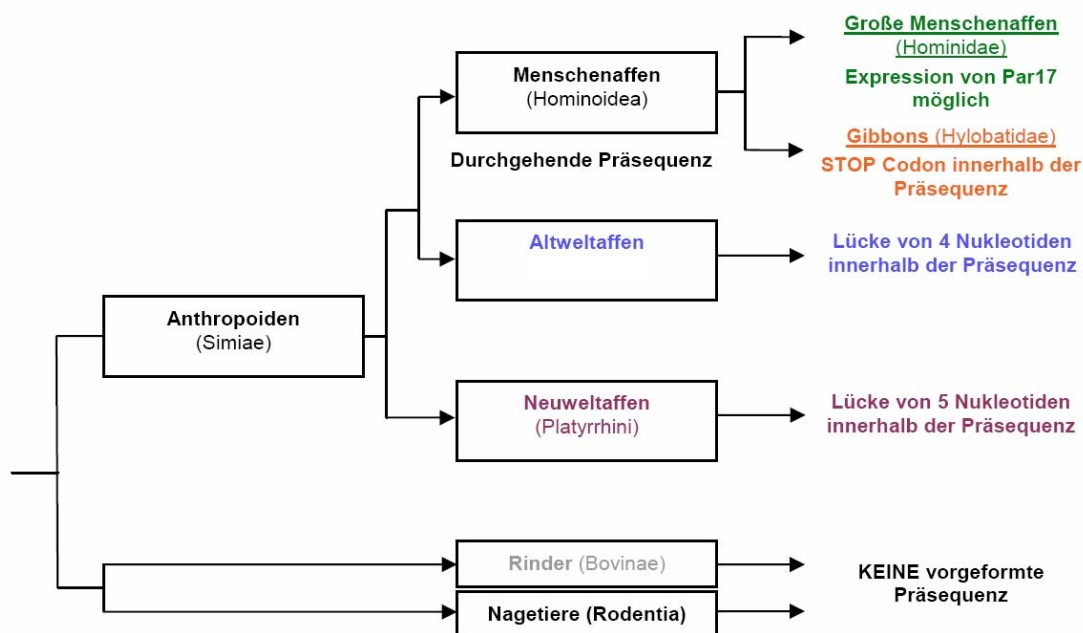 Große Menschenaffen
(Hominidae)
Expression von Par17
möglich
Menschenaffen
(Hominoidea)
Durchgehende Präsequenz
Gibbons (Hylobatidae)
STOP Codon innerhalb der
Präsequenz
Altweltaffen
Lücke von 4 Nukleotiden
innerhalb der Präsequenz
Anthropoiden
(Simiae)
Neuweltaffen
(Platyrrhini)
Lücke von 5 Nukleotiden
innerhalb der Präsequenz
Rinder (Bovinae)
Nagetiere (Rodentia)
KEINE vorgeformte
Präsequenz